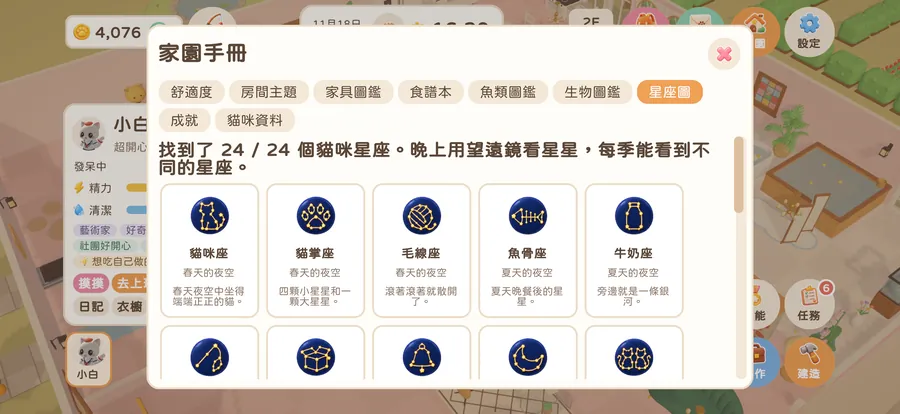 4,076
11月18日
2F
設定
家園手冊
舒適度
房間主題
家具圖鑑
食譜本
魚類圖鑑
生物圖鑑
星座圖
成就
貓咪資料
找到了 24 / 24 個貓咪星座。晚上用望遠鏡看星星，每季能看到不
同的星座。
貓咪座
春天的夜空
春天夜空中坐得
端端正正的貓。
貓掌座
春天的夜空
四顆小星星和一
顆大星星。
毛線座
春天的夜空
滾著滾著就散開
了。
魚骨座
夏天的夜空
夏天晚餐後的星
星。
牛奶座
夏天的夜空
旁邊就是一條銀
河。
小白
超開心
發呆中
精力
清潔
藝術家
好奇
社團好開心
想吃自己做的
摸摸
去上
日記
衣櫥
小白
能
任務
6
作
建造